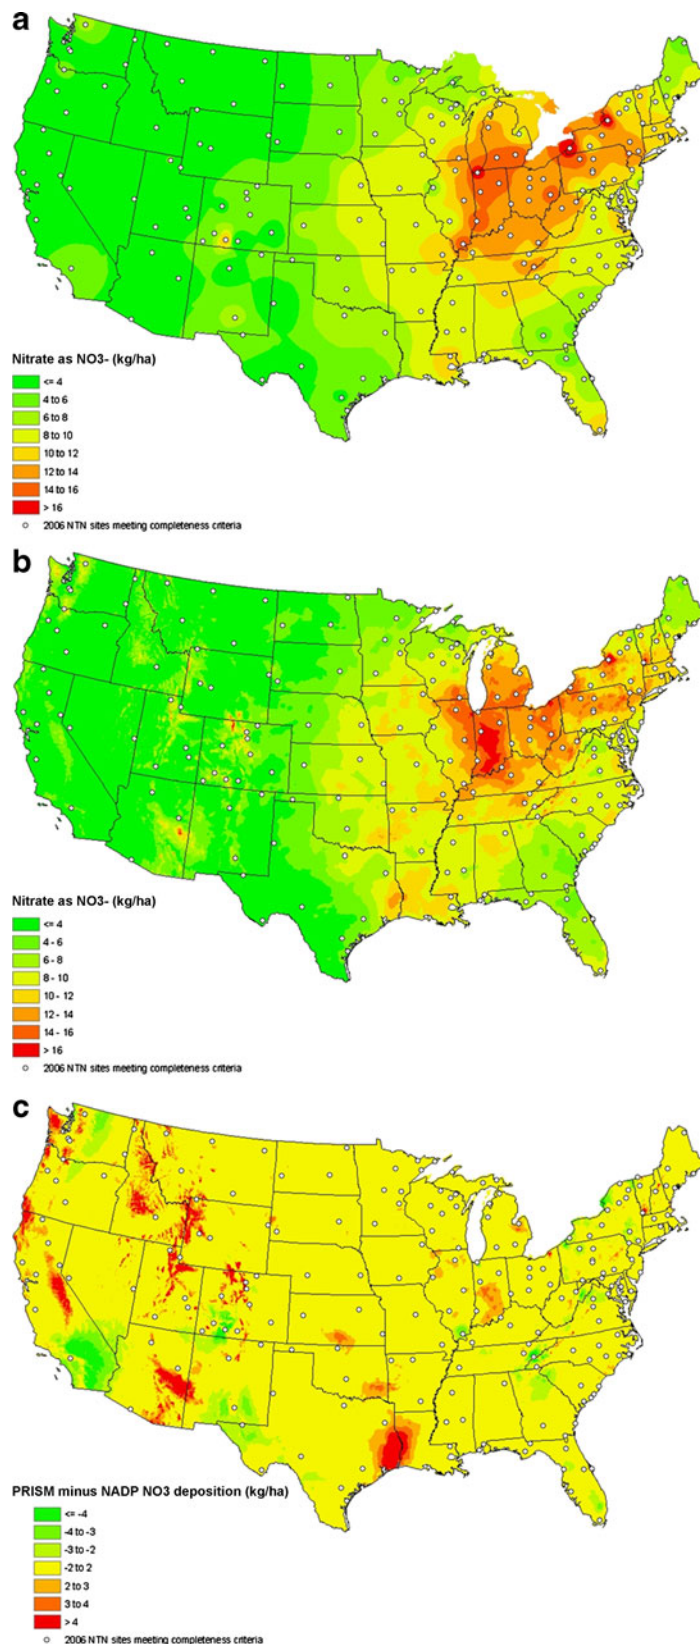 a
Nitrate as NO3- (kg/ha)
<= 4
4 to 6
6 to 8
8 to 10
10 to 12
12 to 14
14 to 16
> 16
2006 NTN sites meeting completeness criteria
b
Nitrate as NO3- (kg/ha)
<= 4
4 - 6
6 - 8
8 - 10
10 - 12
12 - 14
14 - 16
> 16
2006 NTN sites meeting completeness criteria
c
PRISM minus NADP NO3 deposition (kg/ha)
<= -4
-4 to -3
-3 to -2
-2 to 2
2 to 3
3 to 4
> 4
2006 NTN sites meeting completeness criteria